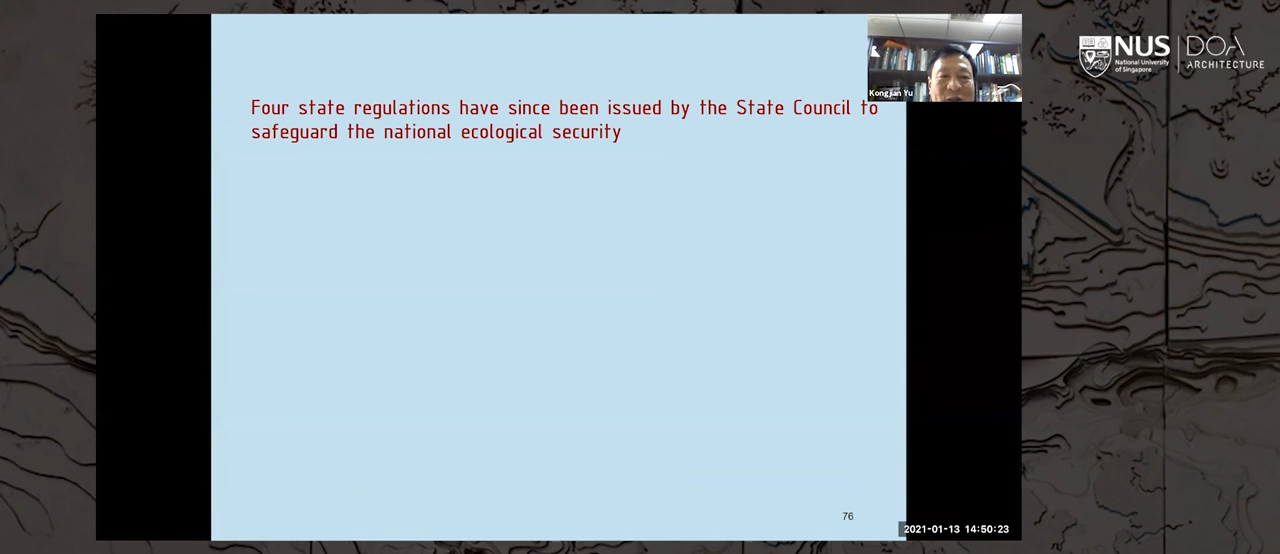 Four state regulations have since been issued by the State Council to
safeguard the national ecological security
Kongjian Yu
NUS
National University
of Singapore
DOA
ARCHITECTURE
76
2021-01-13 14:50:23